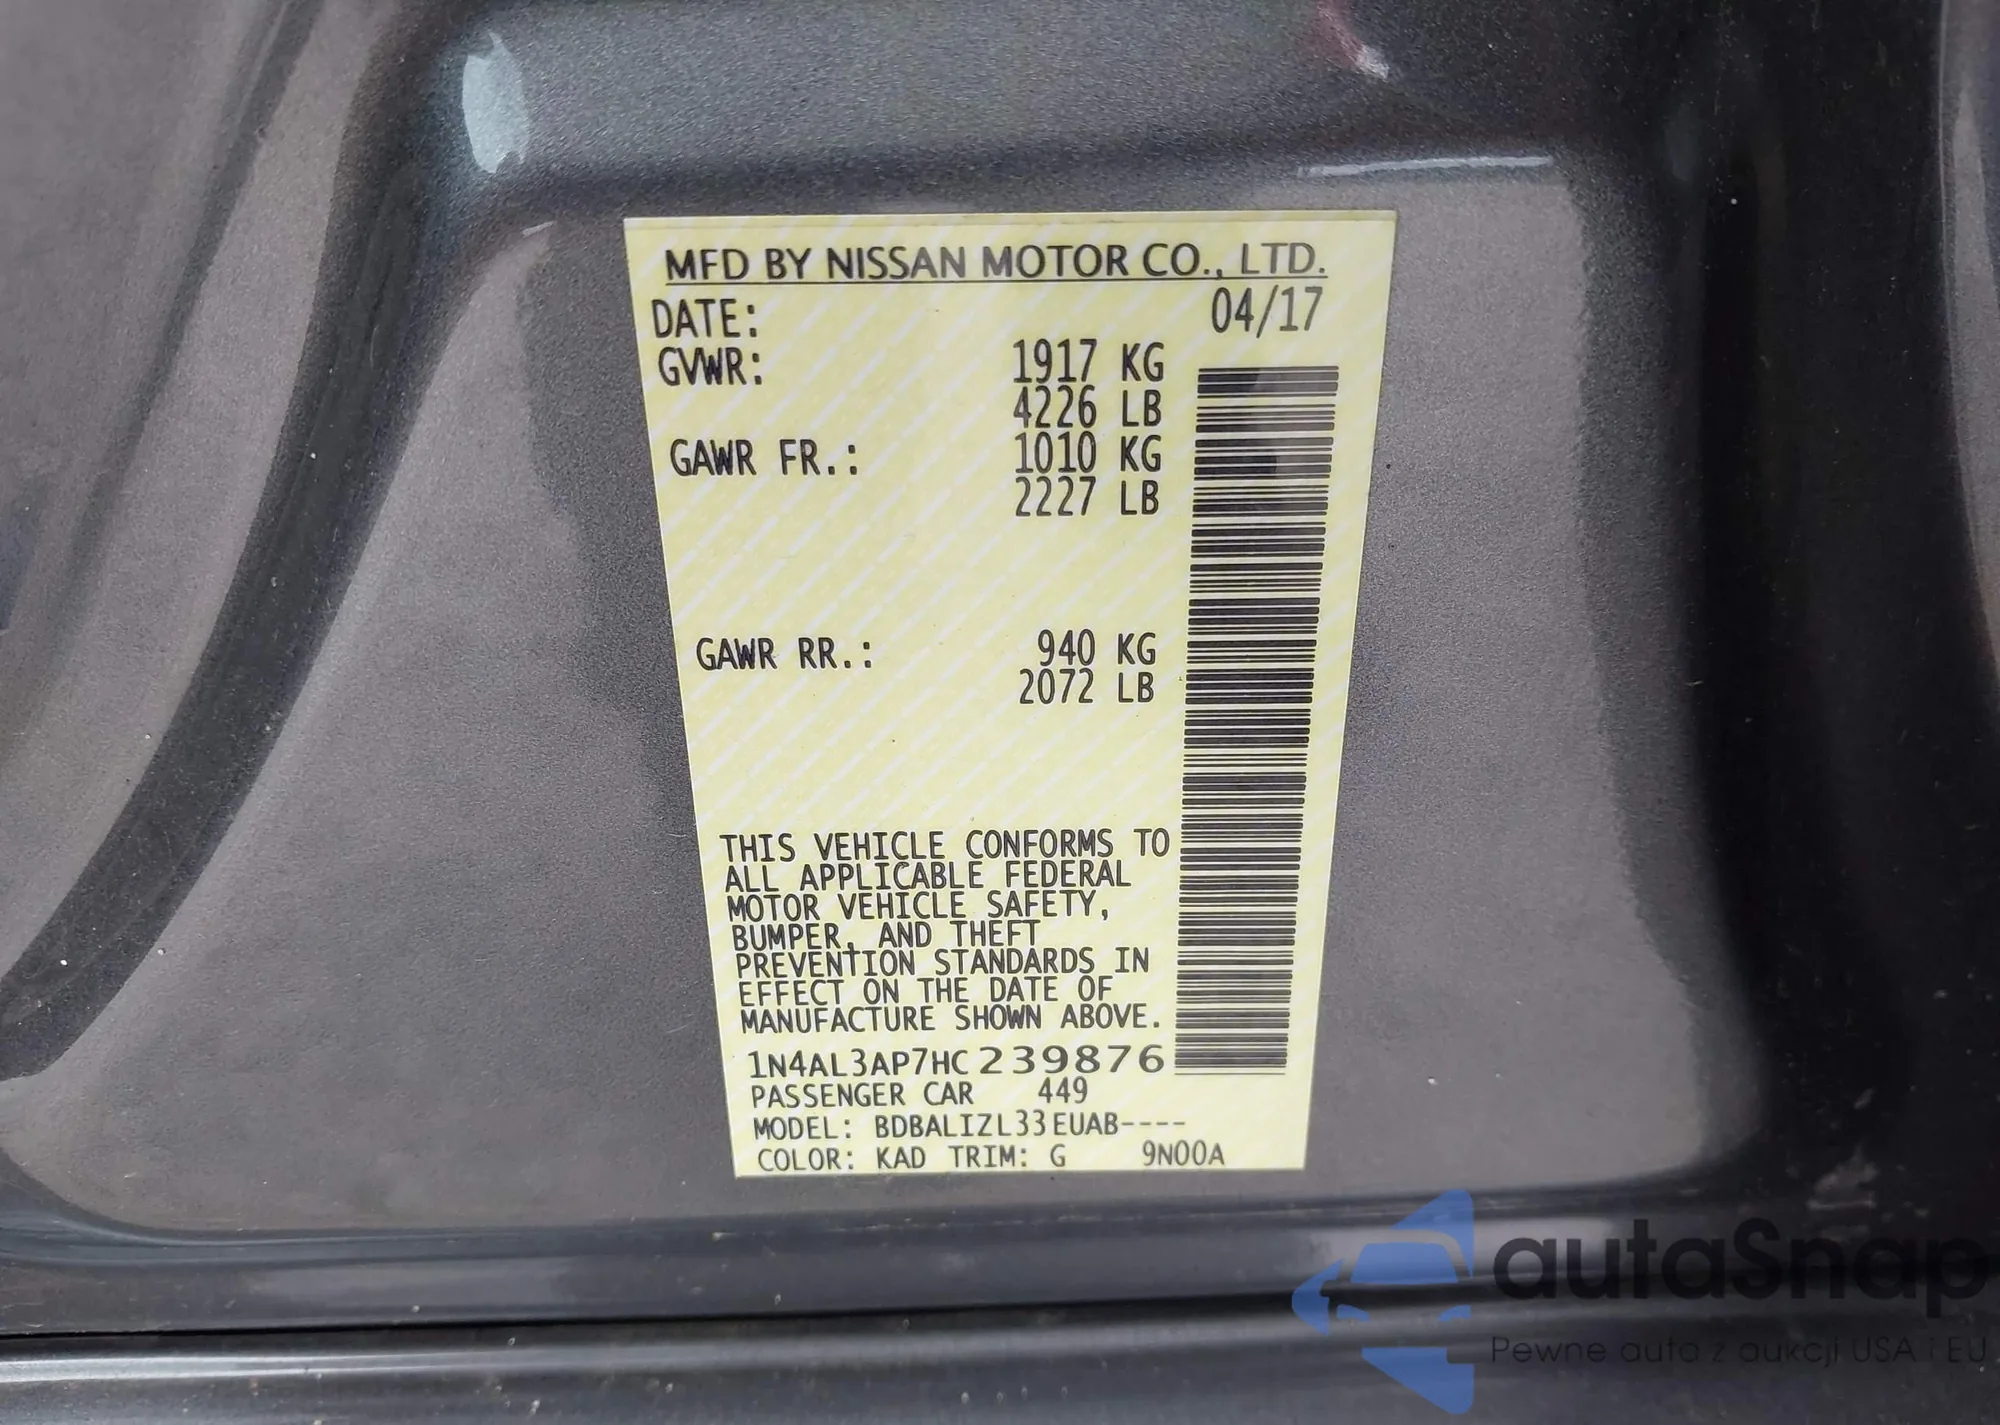 MFD BY NISSAN MOTOR CO., LTD.
DATE: 04/17
GVWR: 1917 KG
4226 LB
GAWR FR.: 1010 KG
2227 LB
GAWR RR.: 940 KG
2072 LB
THIS VEHICLE CONFORMS TO
ALL APPLICABLE FEDERAL
MOTOR VEHICLE SAFETY,
BUMPER, AND THEFT
PREVENTION STANDARDS IN
EFFECT ON THE DATE OF
MANUFACTURE SHOWN ABOVE.
1N4AL3AP7HC239876
PASSENGER CAR 449
MODEL: BDBALIZL33EUAB----
COLOR: KAD TRIM: G 9N00A
autaSnap
Pewne auta z aukcji USA i EU